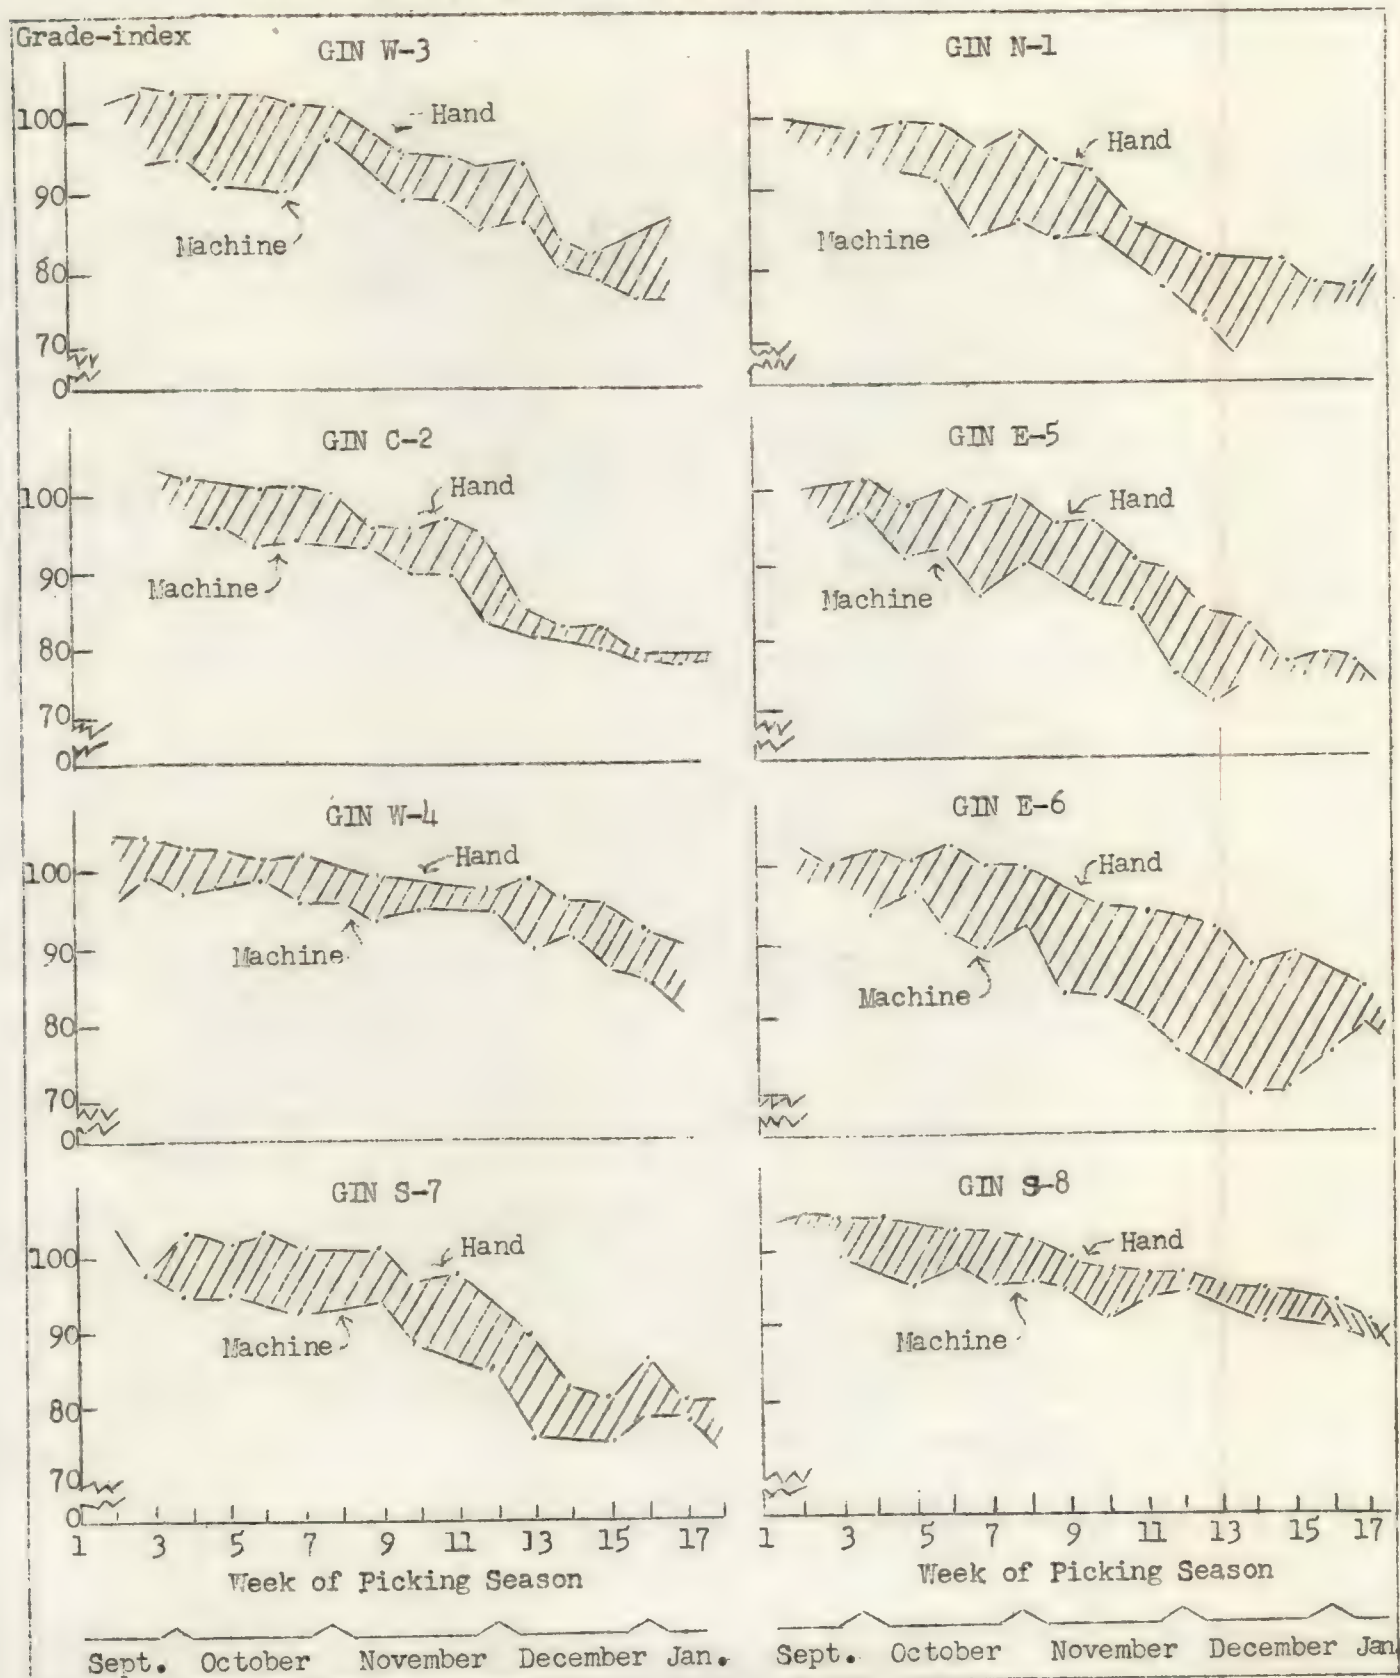 Grade-index
GIN W-3
GIN N-1
100
90
80
70
0
Hand
Machine
Hand
Machine
GIN C-2
GIN E-5
100
90
80
70
0
Hand
Machine
Hand
Machine
GIN W-4
GIN E-6
100
90
80
70
0
Hand
Machine
Hand
Machine
GIN S-7
GIN S-8
100
90
80
70
0
Hand
Machine
Hand
Machine
1 3 5 7 9 11 13 15 17
1 3 5 7 9 11 13 15 17
Week of Picking Season
Week of Picking Season
Sept. October November December Jan.
Sept. October November December Jan